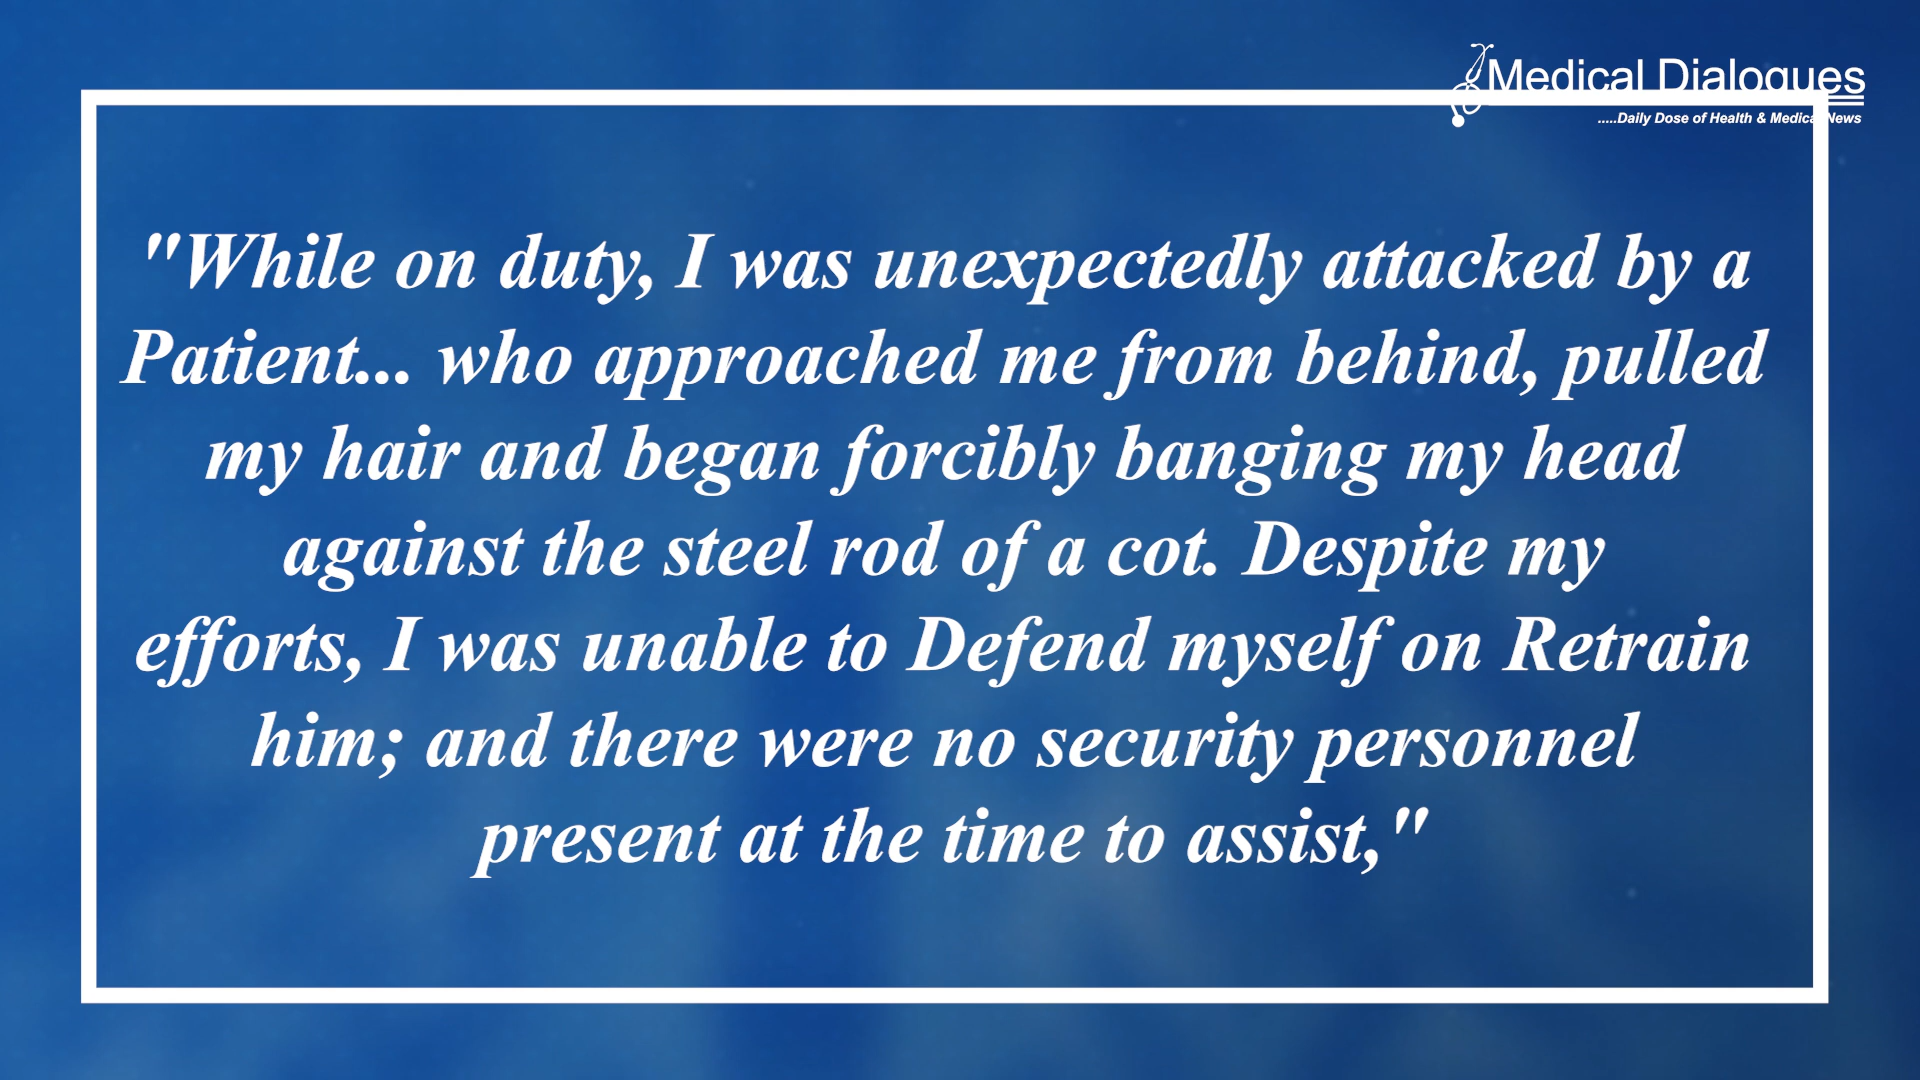 Medical Dialogues
.....Daily Dose of Health & Medical News
"While on duty, I was unexpectedly attacked by a
Patient... who approached me from behind, pulled
my hair and began forcibly banging my head
against the steel rod of a cot. Despite my
efforts, I was unable to Defend myself on Retrain
him; and there were no security personnel
present at the time to assist,"